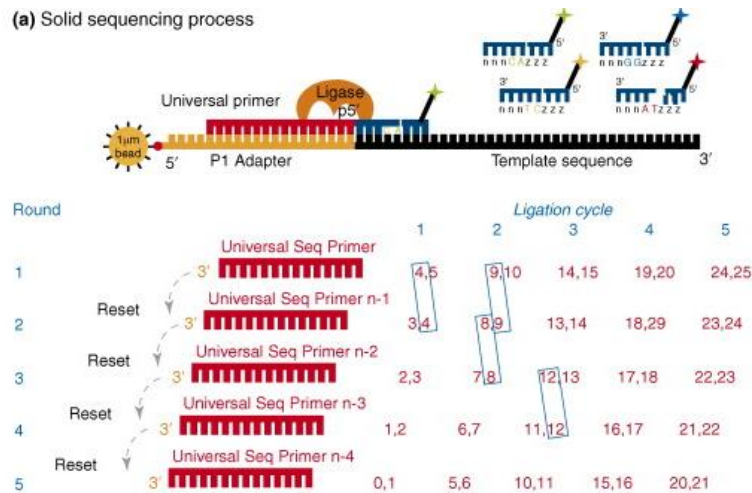 (a) Solid sequencing process
3′
5′ 5′
n n n C A z z z n n n G G z z z
Universal primer
Ligase
p5′
3′ 3′
n n n T C z z z n n n A T z z z
1μm
bead
5′ P1 Adapter Template sequence 3′
Round Ligation cycle
1 2 3 4 5
Universal Seq Primer
1 3′ 4,5 9,10 14,15 19,20 24,25
Reset Universal Seq Primer n-1
2 3′ 3,4 8,9 13,14 18,29 23,24
Reset Universal Seq Primer n-2
3 3′ 2,3 7,8 12,13 17,18 22,23
Reset Universal Seq Primer n-3
4 3′ 1,2 6,7 11,12 16,17 21,22
Reset Universal Seq Primer n-4
5 3′ 0,1 5,6 10,11 15,16 20,21